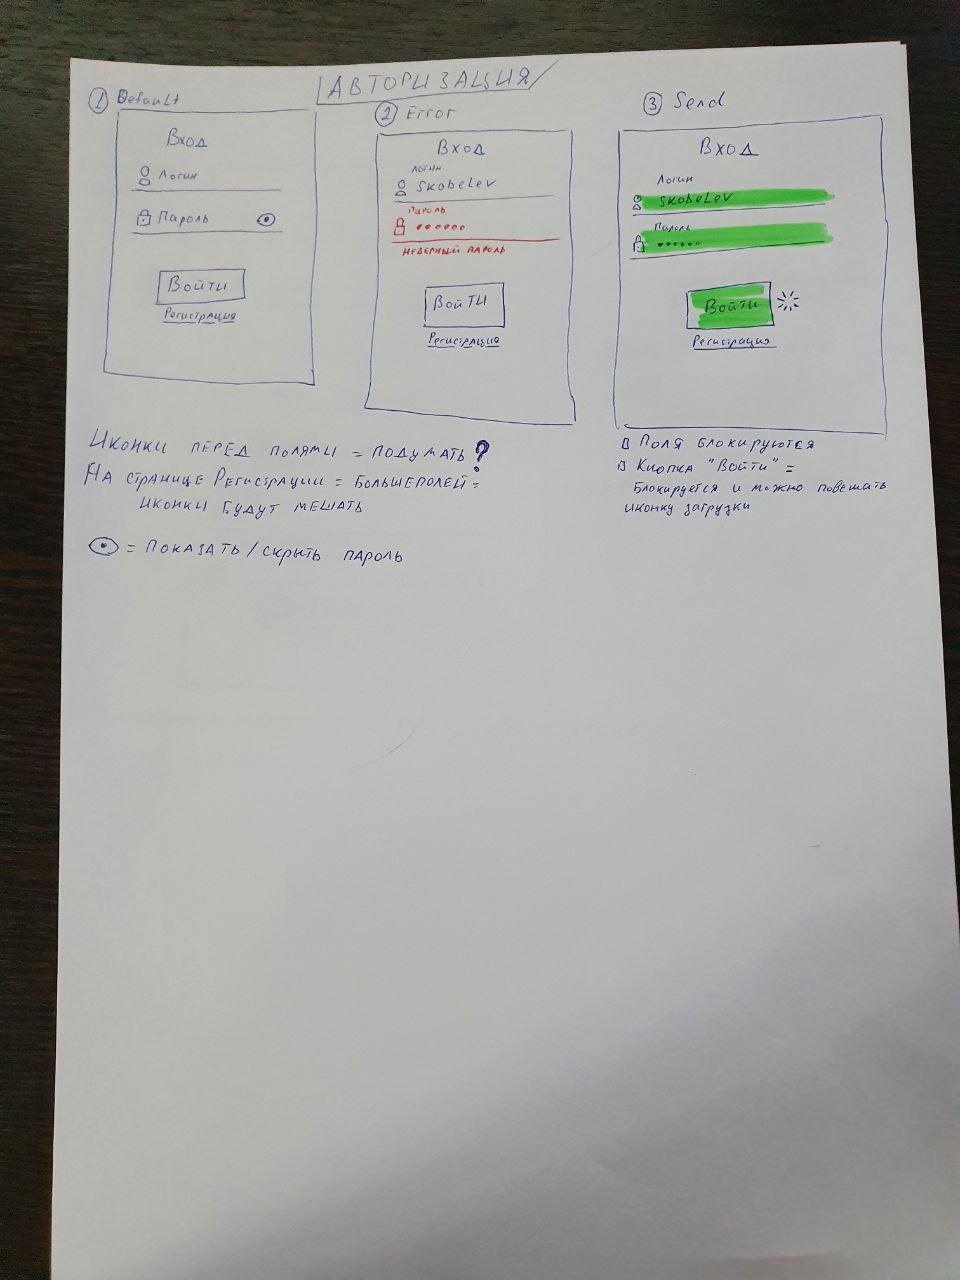 АВТОРИЗАЦИЯ
1 Default
Вход
Логин
Пароль
Войти
Регистрация
2 Error
Вход
Логин
Skobelev
Пароль
••••••
НЕВЕРНЫЙ ПАРОЛЬ
Войти
Регистрация
3 Send
Вход
Логин
Skobelev
Пароль
••••••
Войти
Регистрация
Иконки перед полями = подумать?
На странице Регистрации = больше полей =
иконки будут мешать
= Показать / скрыть пароль
Поля блокируются
Кнопка "Войти" =
Блокируется и можно повешать
иконку загрузки